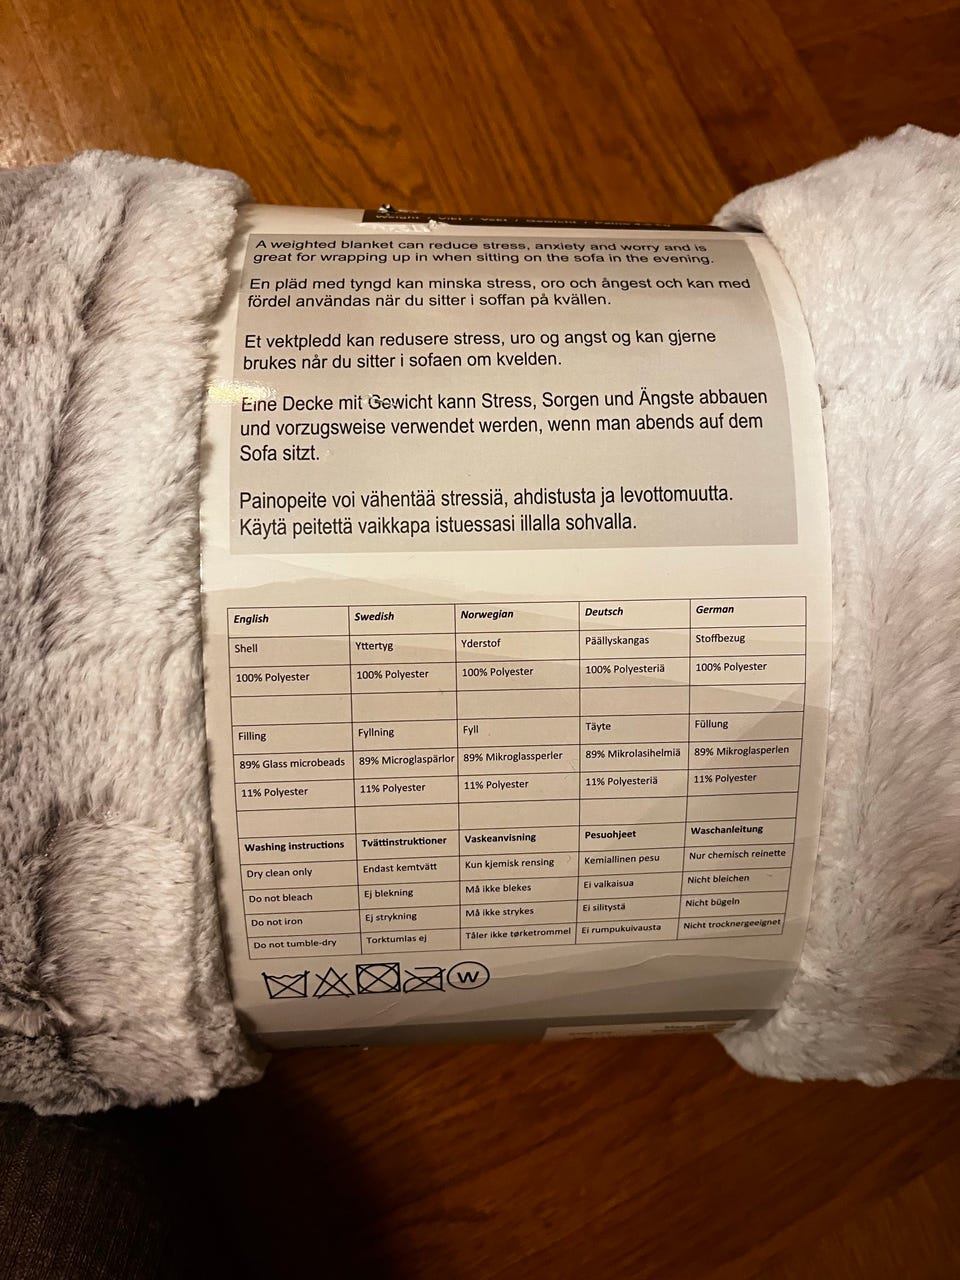 A weighted blanket can reduce stress, anxiety and worry and is
great for wrapping up in when sitting on the sofa in the evening.
En pläd med tyngd kan minska stress, oro och ångest och kan med
fördel användas när du sitter i soffan på kvällen.
Et vektpledd kan redusere stress, uro og angst og kan gjerne
brukes når du sitter i sofaen om kvelden.
Eine Decke mit Gewicht kann Stress, Sorgen und Ängste abbauen
und vorzugsweise verwendet werden, wenn man abends auf dem
Sofa sitzt.
Painopeite voi vähentää stressiä, ahdistusta ja levottomuutta.
Käytä peitettä vaikkapa istuessasi illalla sohvalla.
English Swedish Norwegian Deutsch German
Shell Yttertyg Yderstof Päällyskangas Stoffbezug
100% Polyester 100% Polyester 100% Polyester 100% Polyesteriä 100% Polyester
Filling Fyllning Fyll Täyte Füllung
89% Glass microbeads 89% Microglaspärlor 89% Mikroglassperler 89% Mikrolasihelmiä 89% Mikroglasperlen
11% Polyester 11% Polyester 11% Polyester 11% Polyesteriä 11% Polyester
Washing instructions Tvättinstruktioner Vaskeanvisning Pesuohjeet Waschanleitung
Dry clean only Endast kemtvätt Kun kjemisk rensing Kemiallinen pesu Nur chemisch reinette
Do not bleach Ej blekning Må ikke blekes Ei valkaisua Nicht bleichen
Do not iron Ej strykning Må ikke strykes Ei silitystä Nicht bügeln
Do not tumble-dry Torktumlas ej Tåler ikke tørketrommel Ei rumpukuivausta Nicht trocknergeeignet
W